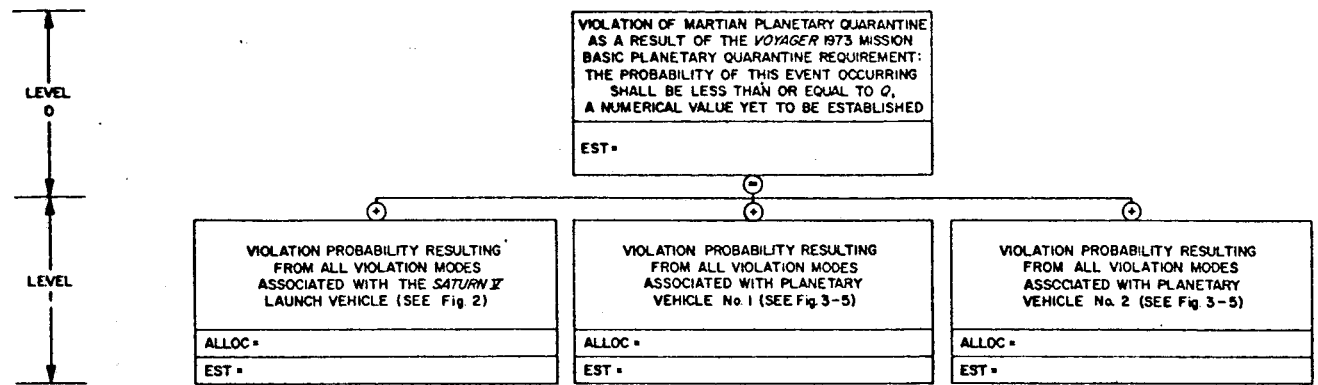 VIOLATION OF MARTIAN PLANETARY QUARANTINE
AS A RESULT OF THE VOYAGER 1973 MISSION
BASIC PLANETARY QUARANTINE REQUIREMENT:
THE PROBABILITY OF THIS EVENT OCCURRING
SHALL BE LESS THAN OR EQUAL TO Q,
A NUMERICAL VALUE YET TO BE ESTABLISHED
LEVEL
0
EST =
=
+
+
+
VIOLATION PROBABILITY RESULTING
FROM ALL VIOLATION MODES
ASSOCIATED WITH THE SATURN V
LAUNCH VEHICLE (SEE Fig. 2)
ALLOC =
EST =
VIOLATION PROBABILITY RESULTING
FROM ALL VIOLATION MODES
ASSOCIATED WITH PLANETARY
VEHICLE No. 1 (SEE Fig. 3-5)
ALLOC =
EST =
VIOLATION PROBABILITY RESULTING
FROM ALL VIOLATION MODES
ASSOCIATED WITH PLANETARY
VEHICLE No. 2 (SEE Fig. 3-5)
ALLOC =
EST =
LEVEL